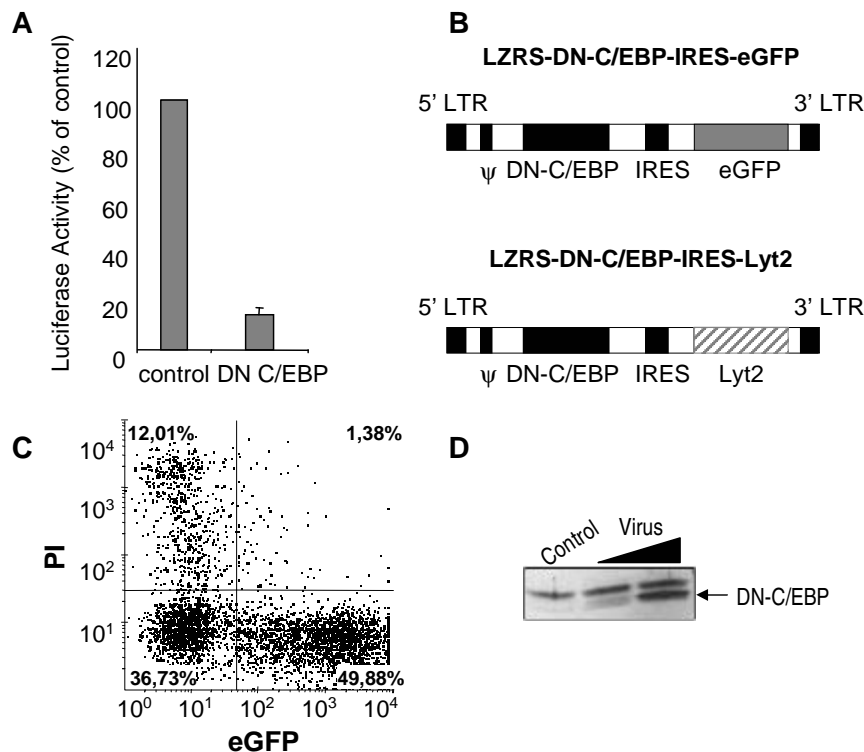 A
Luciferase Activity (% of control)
120
100
80
60
40
20
0
control DN C/EBP
B
LZRS-DN-C/EBP-IRES-eGFP
5’ LTR 3’ LTR
ψ DN-C/EBP IRES eGFP
LZRS-DN-C/EBP-IRES-Lyt2
5’ LTR 3’ LTR
ψ DN-C/EBP IRES Lyt2
C
12,01% 1,38%
PI
10⁴
10³
10²
10¹
36,73% 49,88%
10⁰ 10¹ 10² 10³ 10⁴
eGFP
D
Control Virus
DN-C/EBP